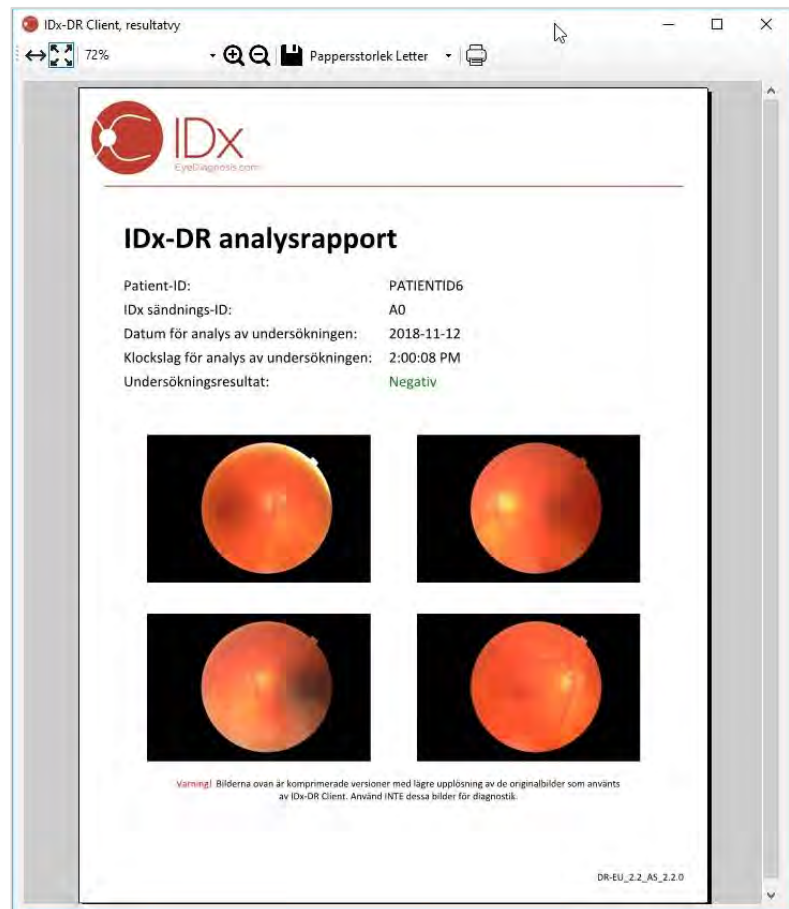 IDx-DR Client, resultatvy
72%
Pappersstorlek Letter
IDx
EyeDiagnosis.com
IDx-DR analysrapport
Patient-ID: PATIENTID6
IDx sändnings-ID: A0
Datum för analys av undersökningen: 2018-11-12
Klockslag för analys av undersökningen: 2:00:08 PM
Undersökningsresultat: Negativ
Varning! Bilderna ovan är komprimerade versioner med lägre upplösning av de originalbilder som använts
av IDx-DR Client. Använd INTE dessa bilder för diagnostik.
DR-EU_2.2_AS_2.2.0